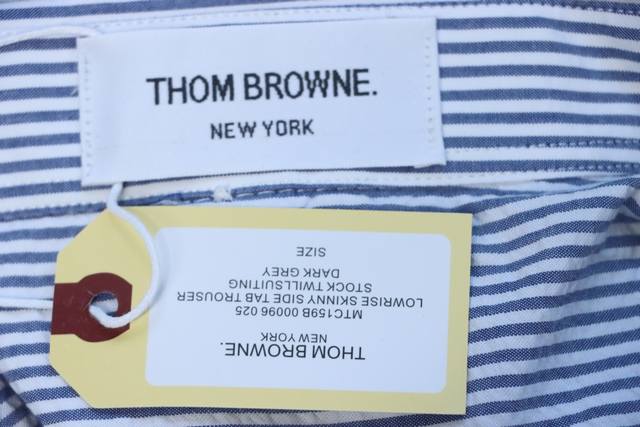 THOM BROWNE.
NEW YORK
THOM BROWNE.
NEW YORK
MTC159B 00096 025
LOWRISE SKINNY SIDE TAB TROUSER
STOCK TWILLSUITING
DARK GREY
SIZE